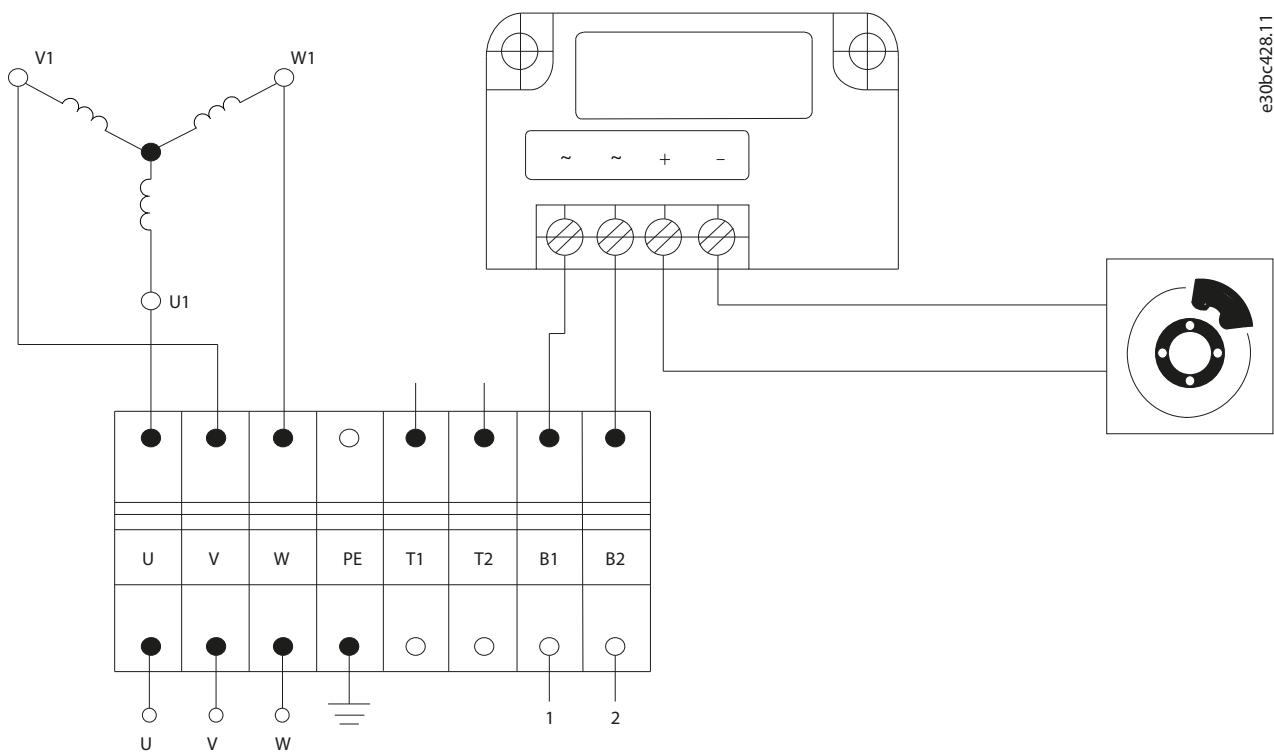 V1
W1
e30bc428.11
~ ~ + –
U1
U V W PE T1 T2 B1 B2
1 2
U V W